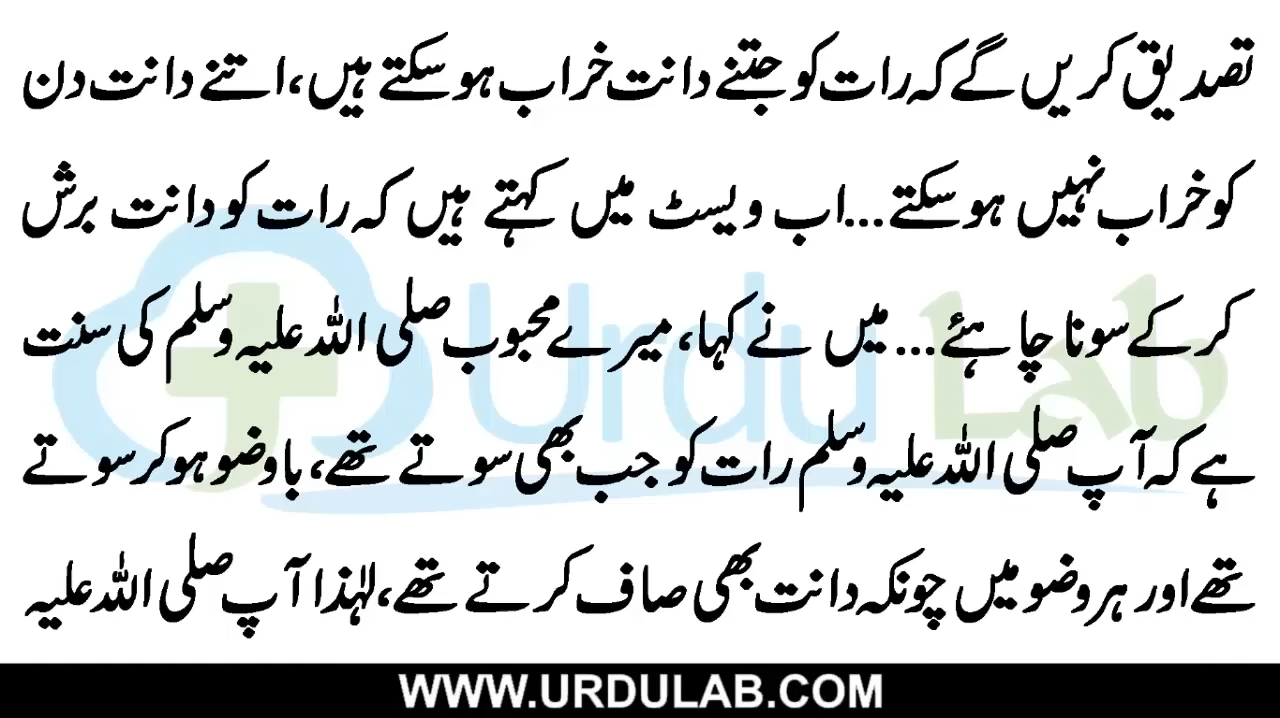 تصدیق کریں گے کہ رات کو جتنے دانت خراب ہو سکتے ہیں، اتنے دانت دن
کو خراب نہیں ہو سکتے...اب ویسٹ میں کہتے ہیں کہ رات کو دانت برش
کر کے سونا چاہئے... میں نے کہا، میرے محبوب صلی اللہ علیہ وسلم کی سنت
ہے کہ آپ صلی اللہ علیہ وسلم رات کو جب بھی سوتے تھے، باوضو ہو کر سوتے
تھے اور ہر وضو میں چونکہ دانت بھی صاف کرتے تھے، لہٰذا آپ صلی اللہ علیہ
Urdu Lab
WWW.URDULAB.COM